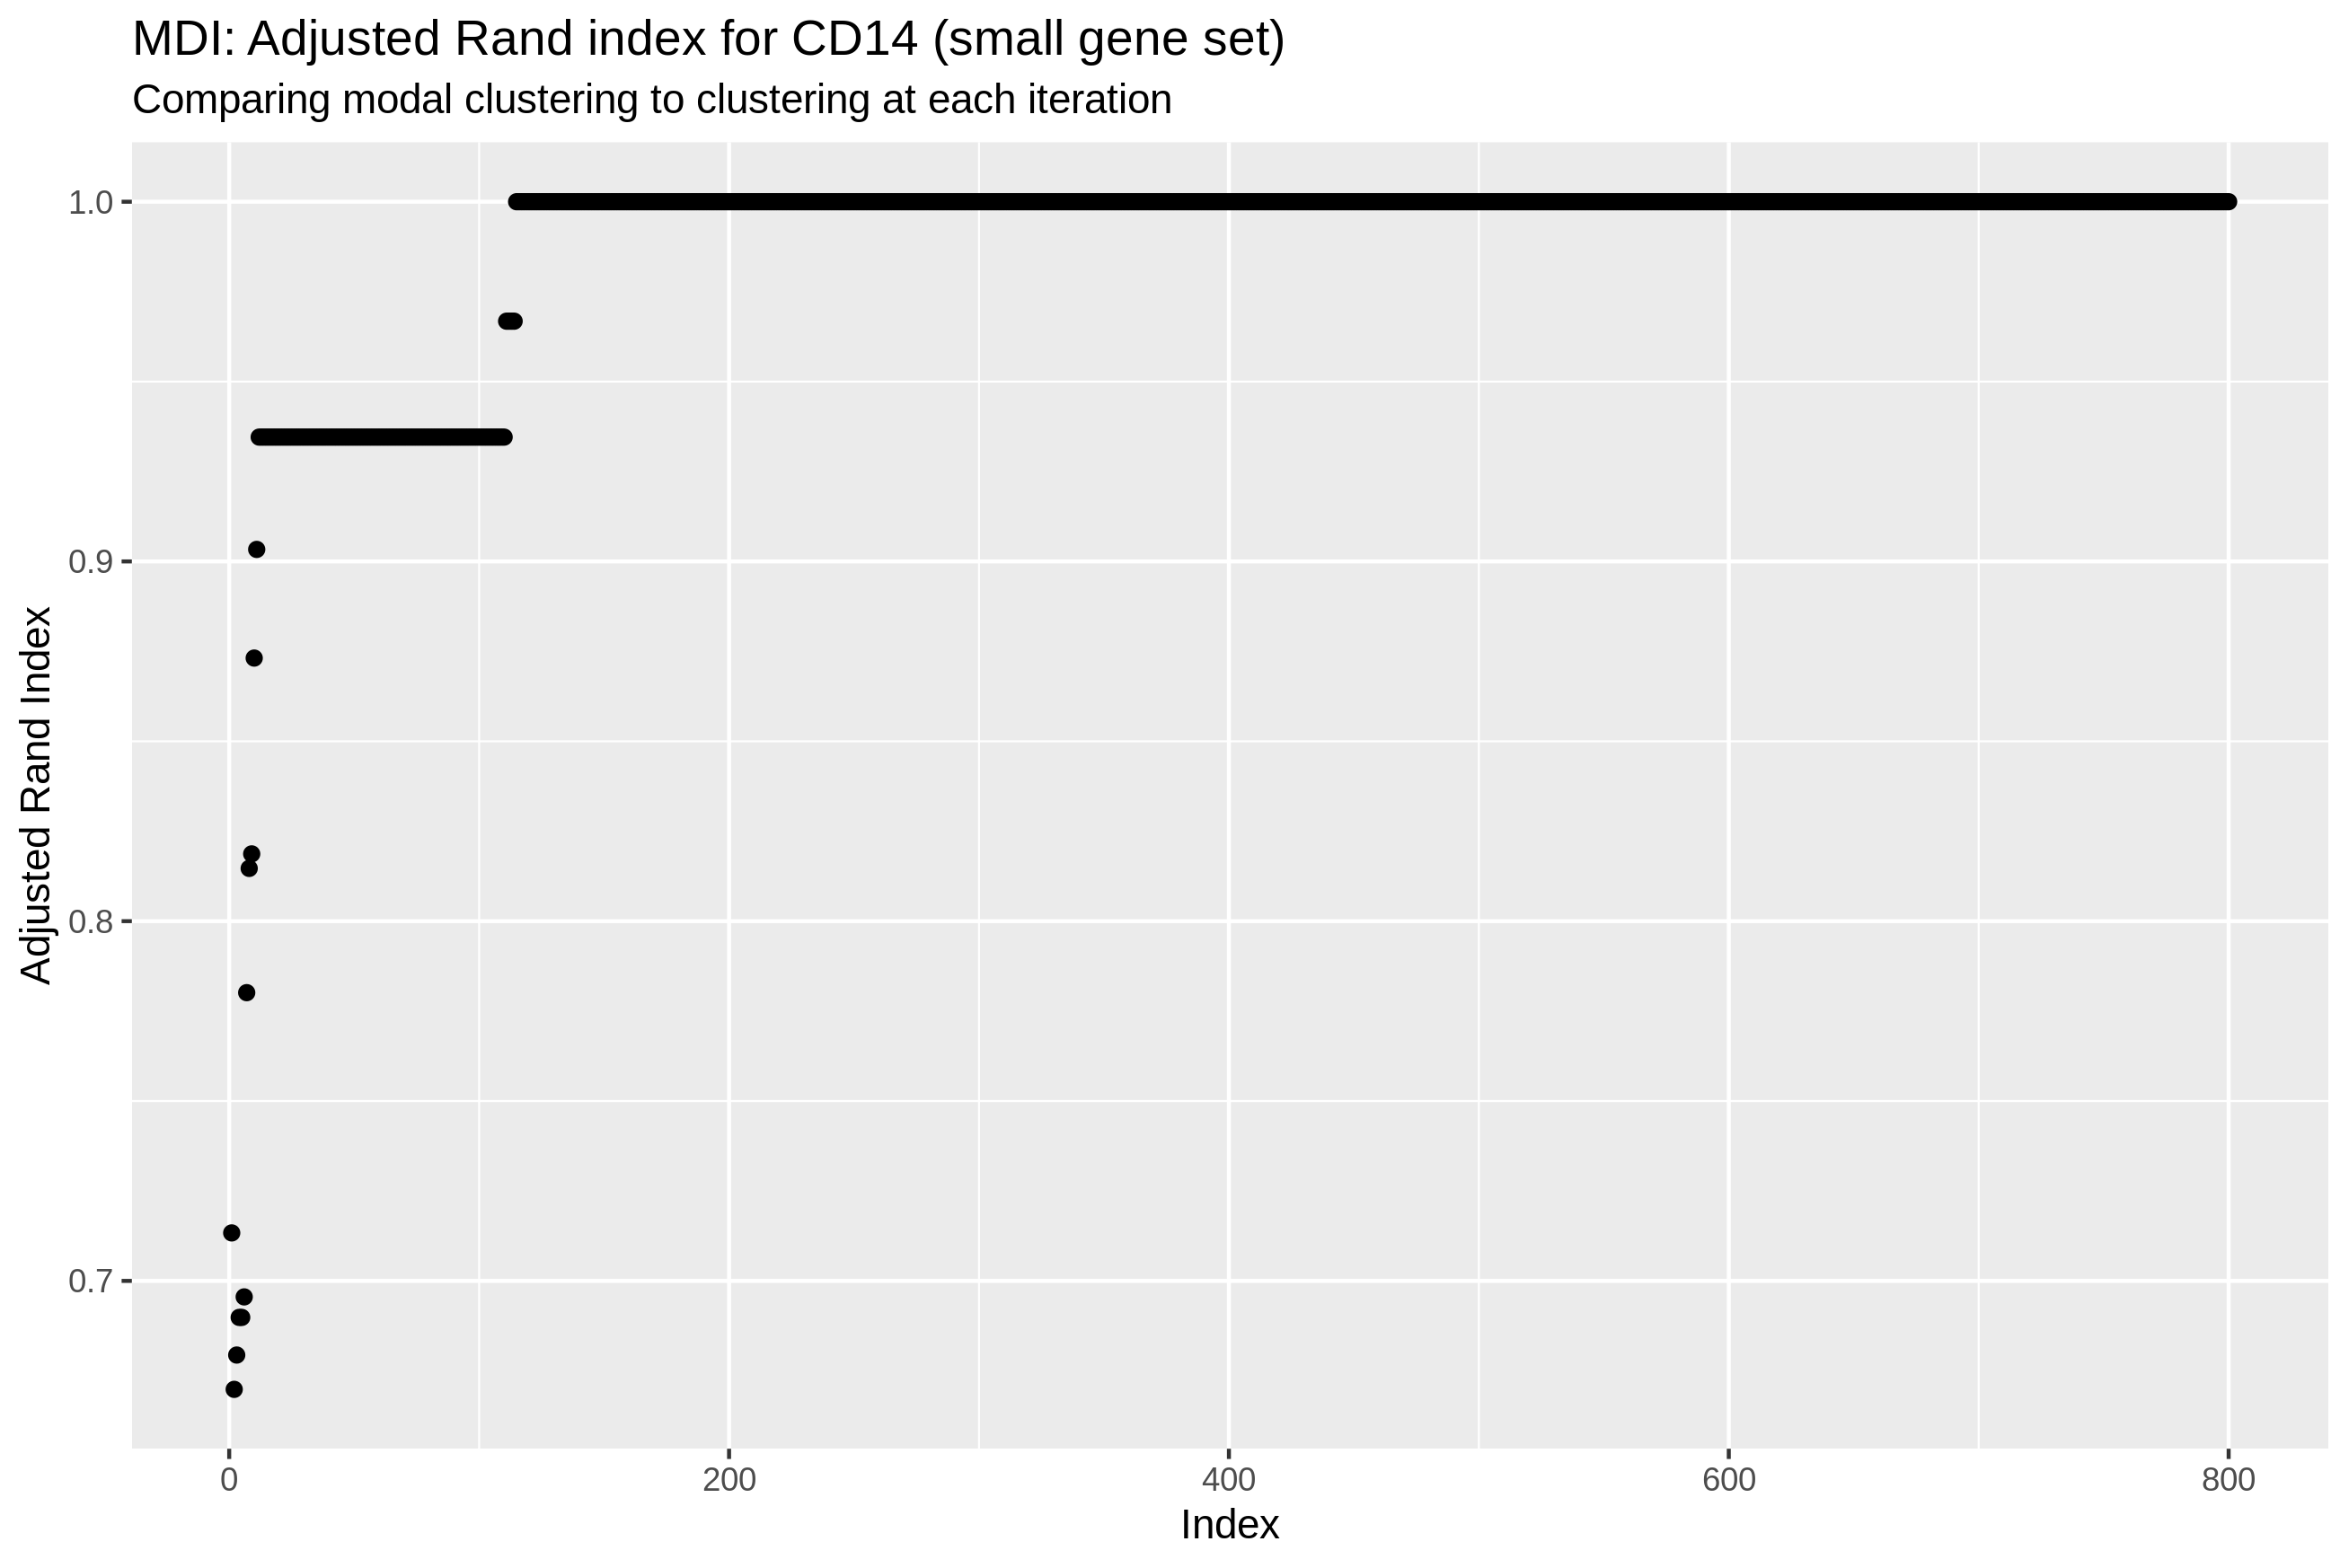 MDI: Adjusted Rand index for CD14 (small gene set)
Comparing modal clustering to clustering at each iteration
Adjusted Rand Index
1.0
0.9
0.8
0.7
0 200 400 600 800
Index